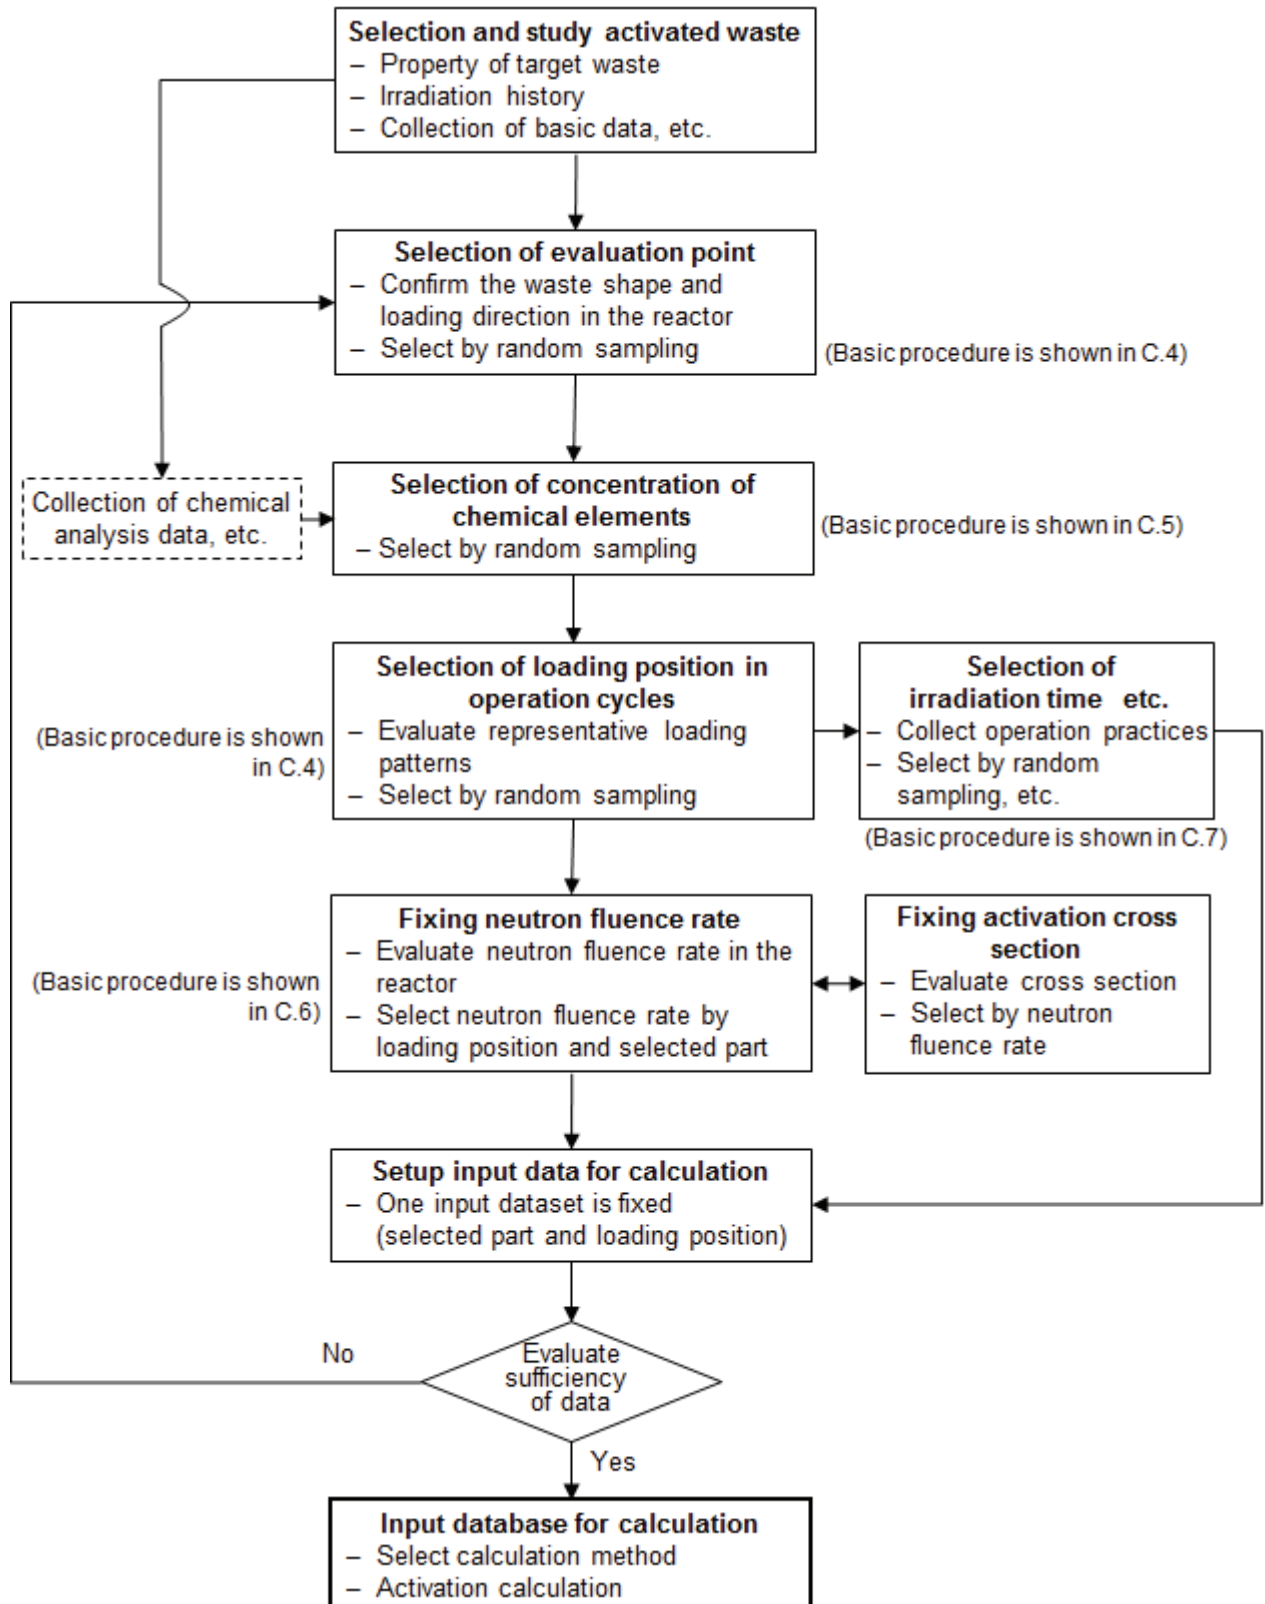 Selection and study activated waste
– Property of target waste
– Irradiation history
– Collection of basic data, etc.
Selection of evaluation point
– Confirm the waste shape and
loading direction in the reactor
– Select by random sampling
(Basic procedure is shown in C.4)
Collection of chemical
analysis data, etc.
Selection of concentration of
chemical elements
– Select by random sampling
(Basic procedure is shown in C.5)
(Basic procedure is shown
in C.4)
Selection of loading position in
operation cycles
– Evaluate representative loading
patterns
– Select by random sampling
Selection of
irradiation time etc.
– Collect operation practices
– Select by random
sampling, etc.
(Basic procedure is shown in C.7)
(Basic procedure is shown
in C.6)
Fixing neutron fluence rate
– Evaluate neutron fluence rate in the
reactor
– Select neutron fluence rate by
loading position and selected part
Fixing activation cross
section
– Evaluate cross section
– Select by neutron
fluence rate
Setup input data for calculation
– One input dataset is fixed
(selected part and loading position)
No
Evaluate
sufficiency
of data
Yes
Input database for calculation
– Select calculation method
– Activation calculation